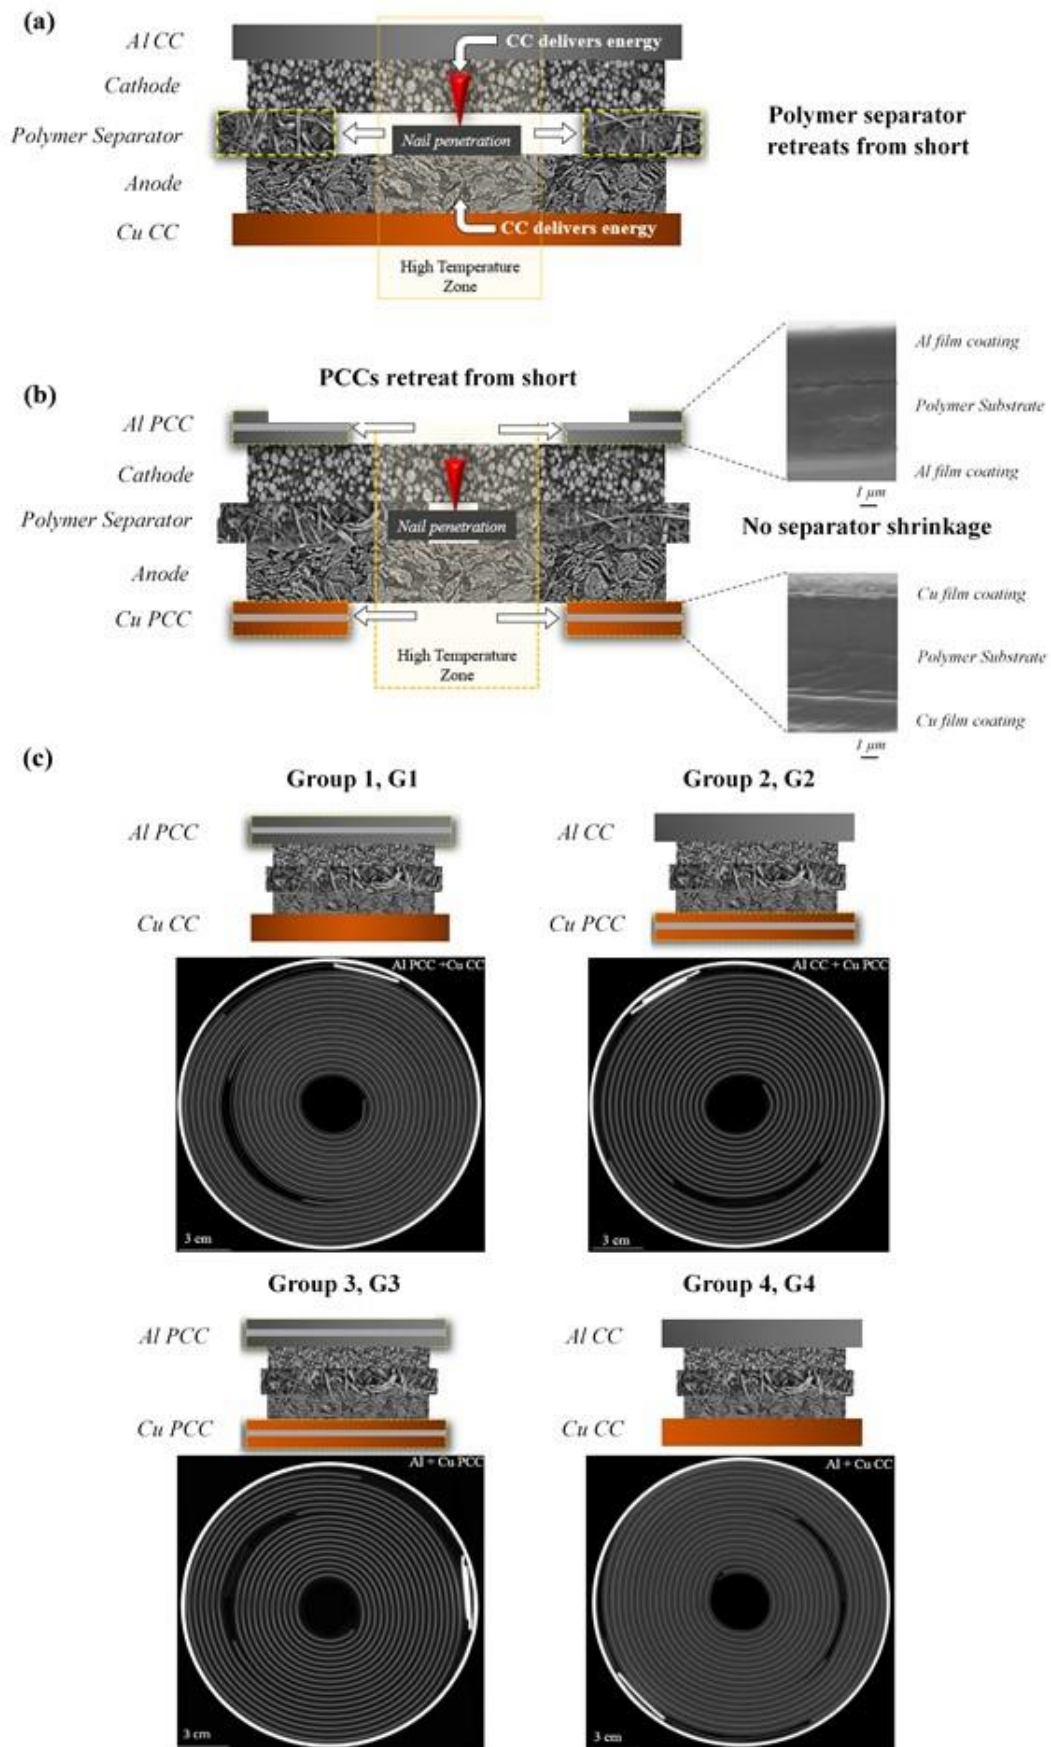 (a)
Al CC
CC delivers energy
Cathode
Polymer Separator
Nail penetration
Polymer separator
retreats from short
Anode
Cu CC
CC delivers energy
High Temperature
Zone
(b)
PCCs retreat from short
Al PCC
Cathode
Polymer Separator
Nail penetration
Anode
Cu PCC
High Temperature
Zone
Al film coating
Polymer Substrate
Al film coating
1 µm
No separator shrinkage
Cu film coating
Polymer Substrate
Cu film coating
1 µm
(c)
Group 1, G1
Al PCC
Cu CC
Al PCC +Cu CC
3 cm
Group 2, G2
Al CC
Cu PCC
Al CC + Cu PCC
3 cm
Group 3, G3
Al PCC
Cu PCC
Al + Cu PCC
3 cm
Group 4, G4
Al CC
Cu CC
Al + Cu CC
3 cm